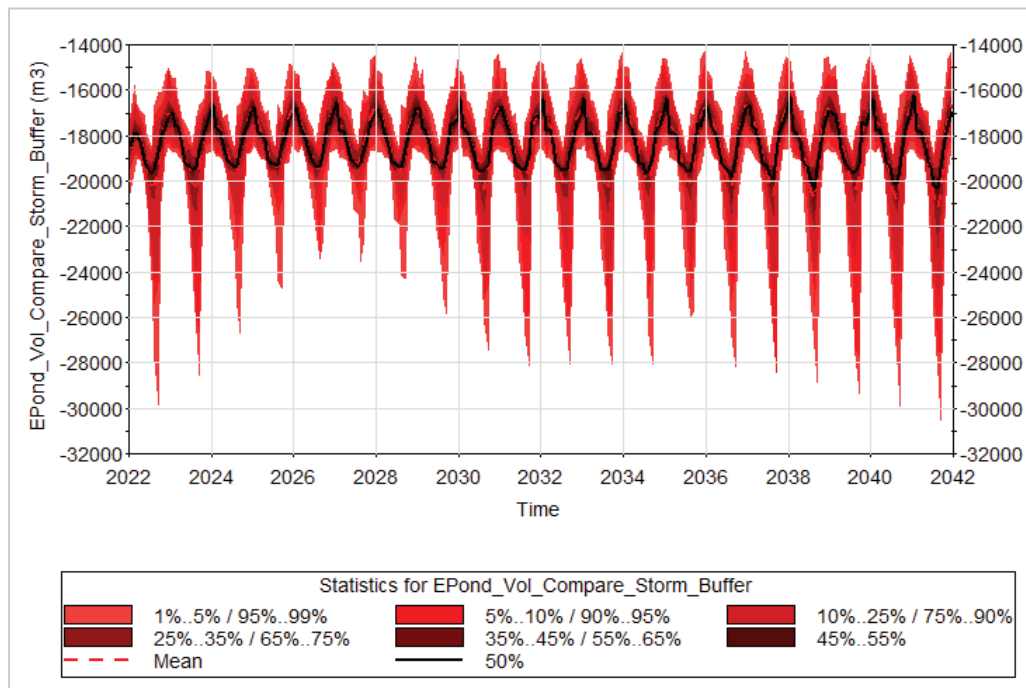 EPond_Vol_Compare_Storm_Buffer (m3)
-14000 -14000
-16000 -16000
-18000 -18000
-20000 -20000
-22000 -22000
-24000 -24000
-26000 -26000
-28000 -28000
-30000 -30000
-32000 -32000
2022 2024 2026 2028 2030 2032 2034 2036 2038 2040 2042
Time
Statistics for EPond_Vol_Compare_Storm_Buffer
1%..5% / 95%..99% 5%..10% / 90%..95% 10%..25% / 75%..90%
25%..35% / 65%..75% 35%..45% / 55%..65% 45%..55%
Mean 50%